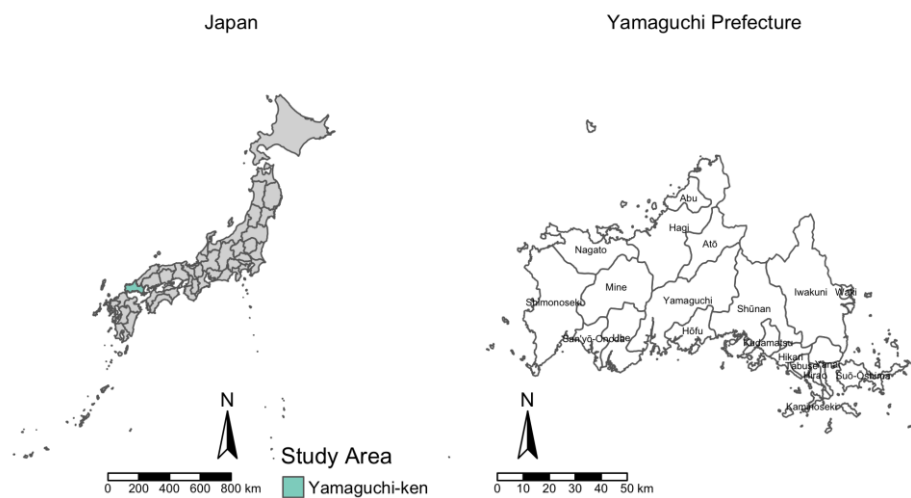 Japan
Yamaguchi Prefecture
Abu
Hagi
Atō
Nagato
Mine
Iwakuni
Waki
Shimonoseki
Yamaguchi
Shūnan
Hōfu
San'yō-Onoda
Ube
Kudamatsu
Hikari
Tabuse
Yanai
Hirao
Suō-Ōshima
Kaminoseki
N
N
Study Area
Yamaguchi-ken
0 200 400 600 800 km
0 10 20 30 40 50 km